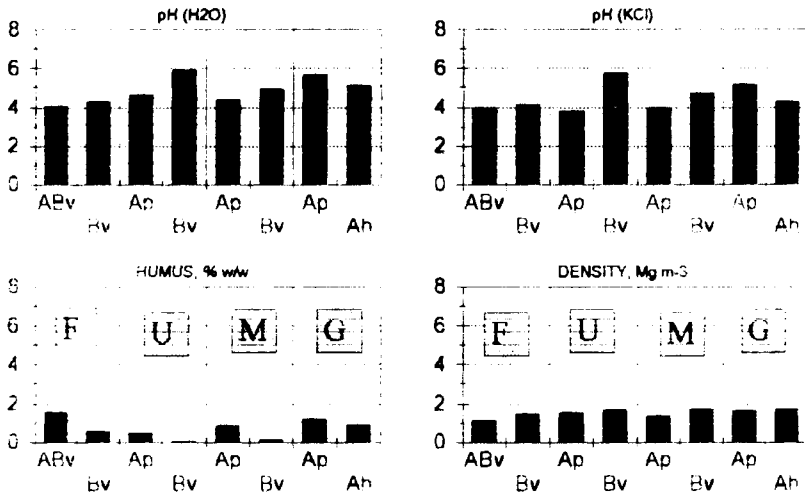 pH (H2O)
8
6
4
2
0
ABv Ap Ap Ap
Bv Bv Bv Ah
pH (KCl)
8
6
4
2
0
ABv Ap Ap Ap
Bv Bv Bv Ah
HUMUS, % w/w
8
6
4
2
0
F U M G
ABv Ap Ap Ap
Bv Bv Bv Ah
DENSITY, Mg m-3
8
6
4
2
0
F U M G
ABv Ap Ap Ap
Bv Bv Bv Ah